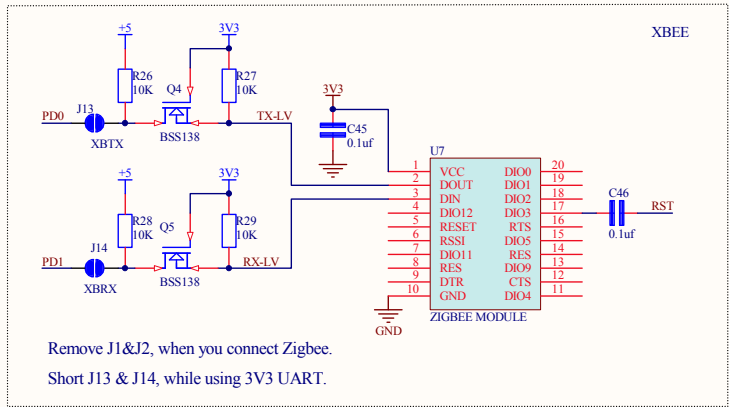 XBEE
+5
3V3
R26
10K
Q4
R27
10K
J13
PD0
TX-LV
XBTX
BSS138
3V3
C45
0.1uf
+5
3V3
R28
10K
Q5
R29
10K
J14
PD1
RX-LV
XBRX
BSS138
U7
1 VCC DIO0 20
2 DOUT DIO1 19
3 DIN DIO2 18
4 DIO12 DIO3 17
5 RESET RTS 16
6 RSSI DIO5 15
7 DIO11 RES 14
8 RES DIO9 13
9 DTR CTS 12
10 GND DIO4 11
ZIGBEE MODULE
GND
C46
0.1uf
RST
Remove J1&J2, when you connect Zigbee.
Short J13 & J14, while using 3V3 UART.